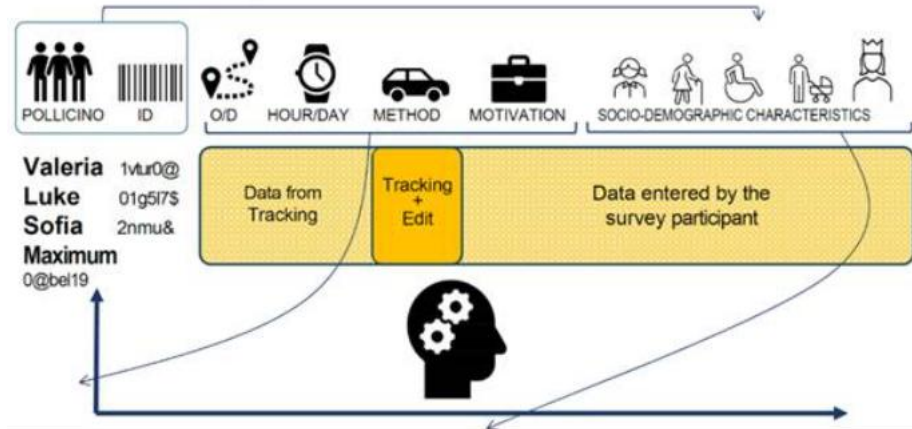 POLLICINO ID O/D HOUR/DAY METHOD MOTIVATION SOCIO-DEMOGRAPHIC CHARACTERISTICS
Valeria 1vtur0@
Luke 01g5l7$
Sofia 2nmu&
Maximum
0@bel19
Data from
Tracking
Tracking
+
Edit
Data entered by the
survey participant